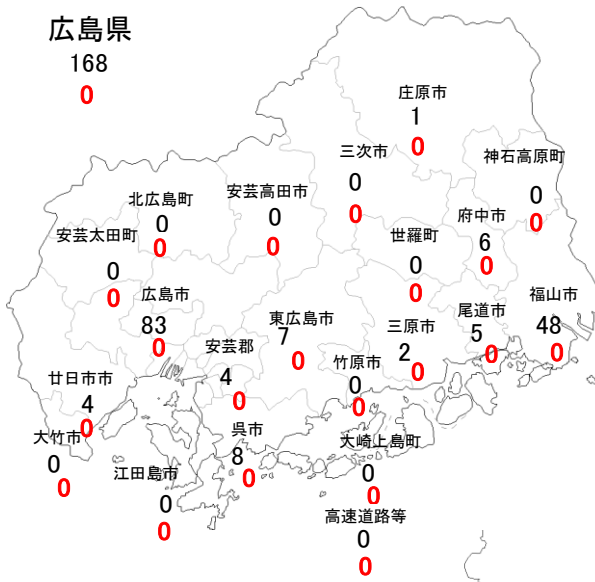 広島県
168
0
庄原市
1
0
三次市
0
0
神石高原町
0
0
北広島町
0
0
安芸高田市
0
0
府中市
6
0
世羅町
0
0
安芸太田町
0
0
広島市
83
0
福山市
48
0
尾道市
5
0
東広島市
7
0
三原市
2
0
安芸郡
4
0
竹原市
0
0
廿日市市
4
0
大竹市
0
0
呉市
8
0
大崎上島町
0
0
江田島市
0
0
高速道路等
0
0